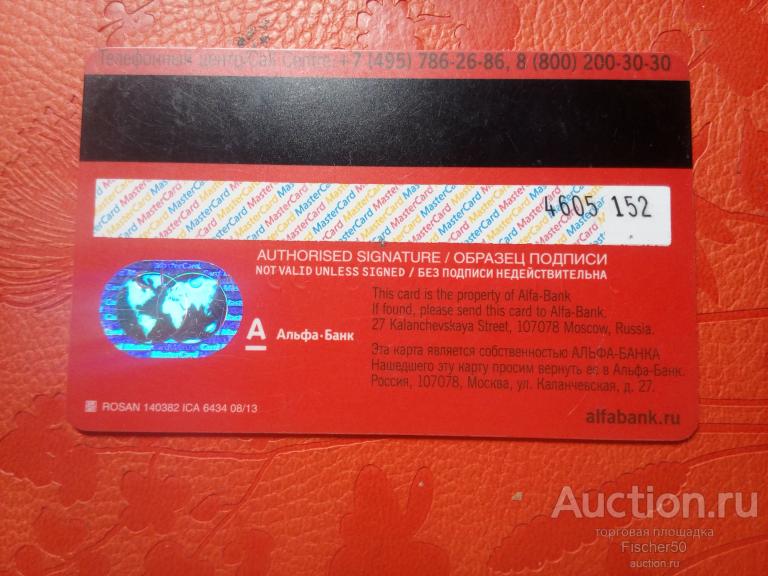 Телефонный центр/Call Centre: +7 (495) 786-26-86, 8 (800) 200-30-30
4605 152
AUTHORISED SIGNATURE / ОБРАЗЕЦ ПОДПИСИ
NOT VALID UNLESS SIGNED / БЕЗ ПОДПИСИ НЕДЕЙСТВИТЕЛЬНА
This card is the property of Alfa-Bank
If found, please send this card to Alfa-Bank.
27 Kalanchevskaya Street, 107078 Moscow, Russia.
А Альфа·Банк
Эта карта является собственностью АЛЬФА-БАНКА
Нашедшего эту карту просим вернуть ее в Альфа-Банк.
Россия, 107078, Москва, ул. Каланчевская, д. 27.
ROSAN 140382 ICA 6434 08/13
alfabank.ru
Auction.ru
торговая площадка
Fischer50
auction.ru